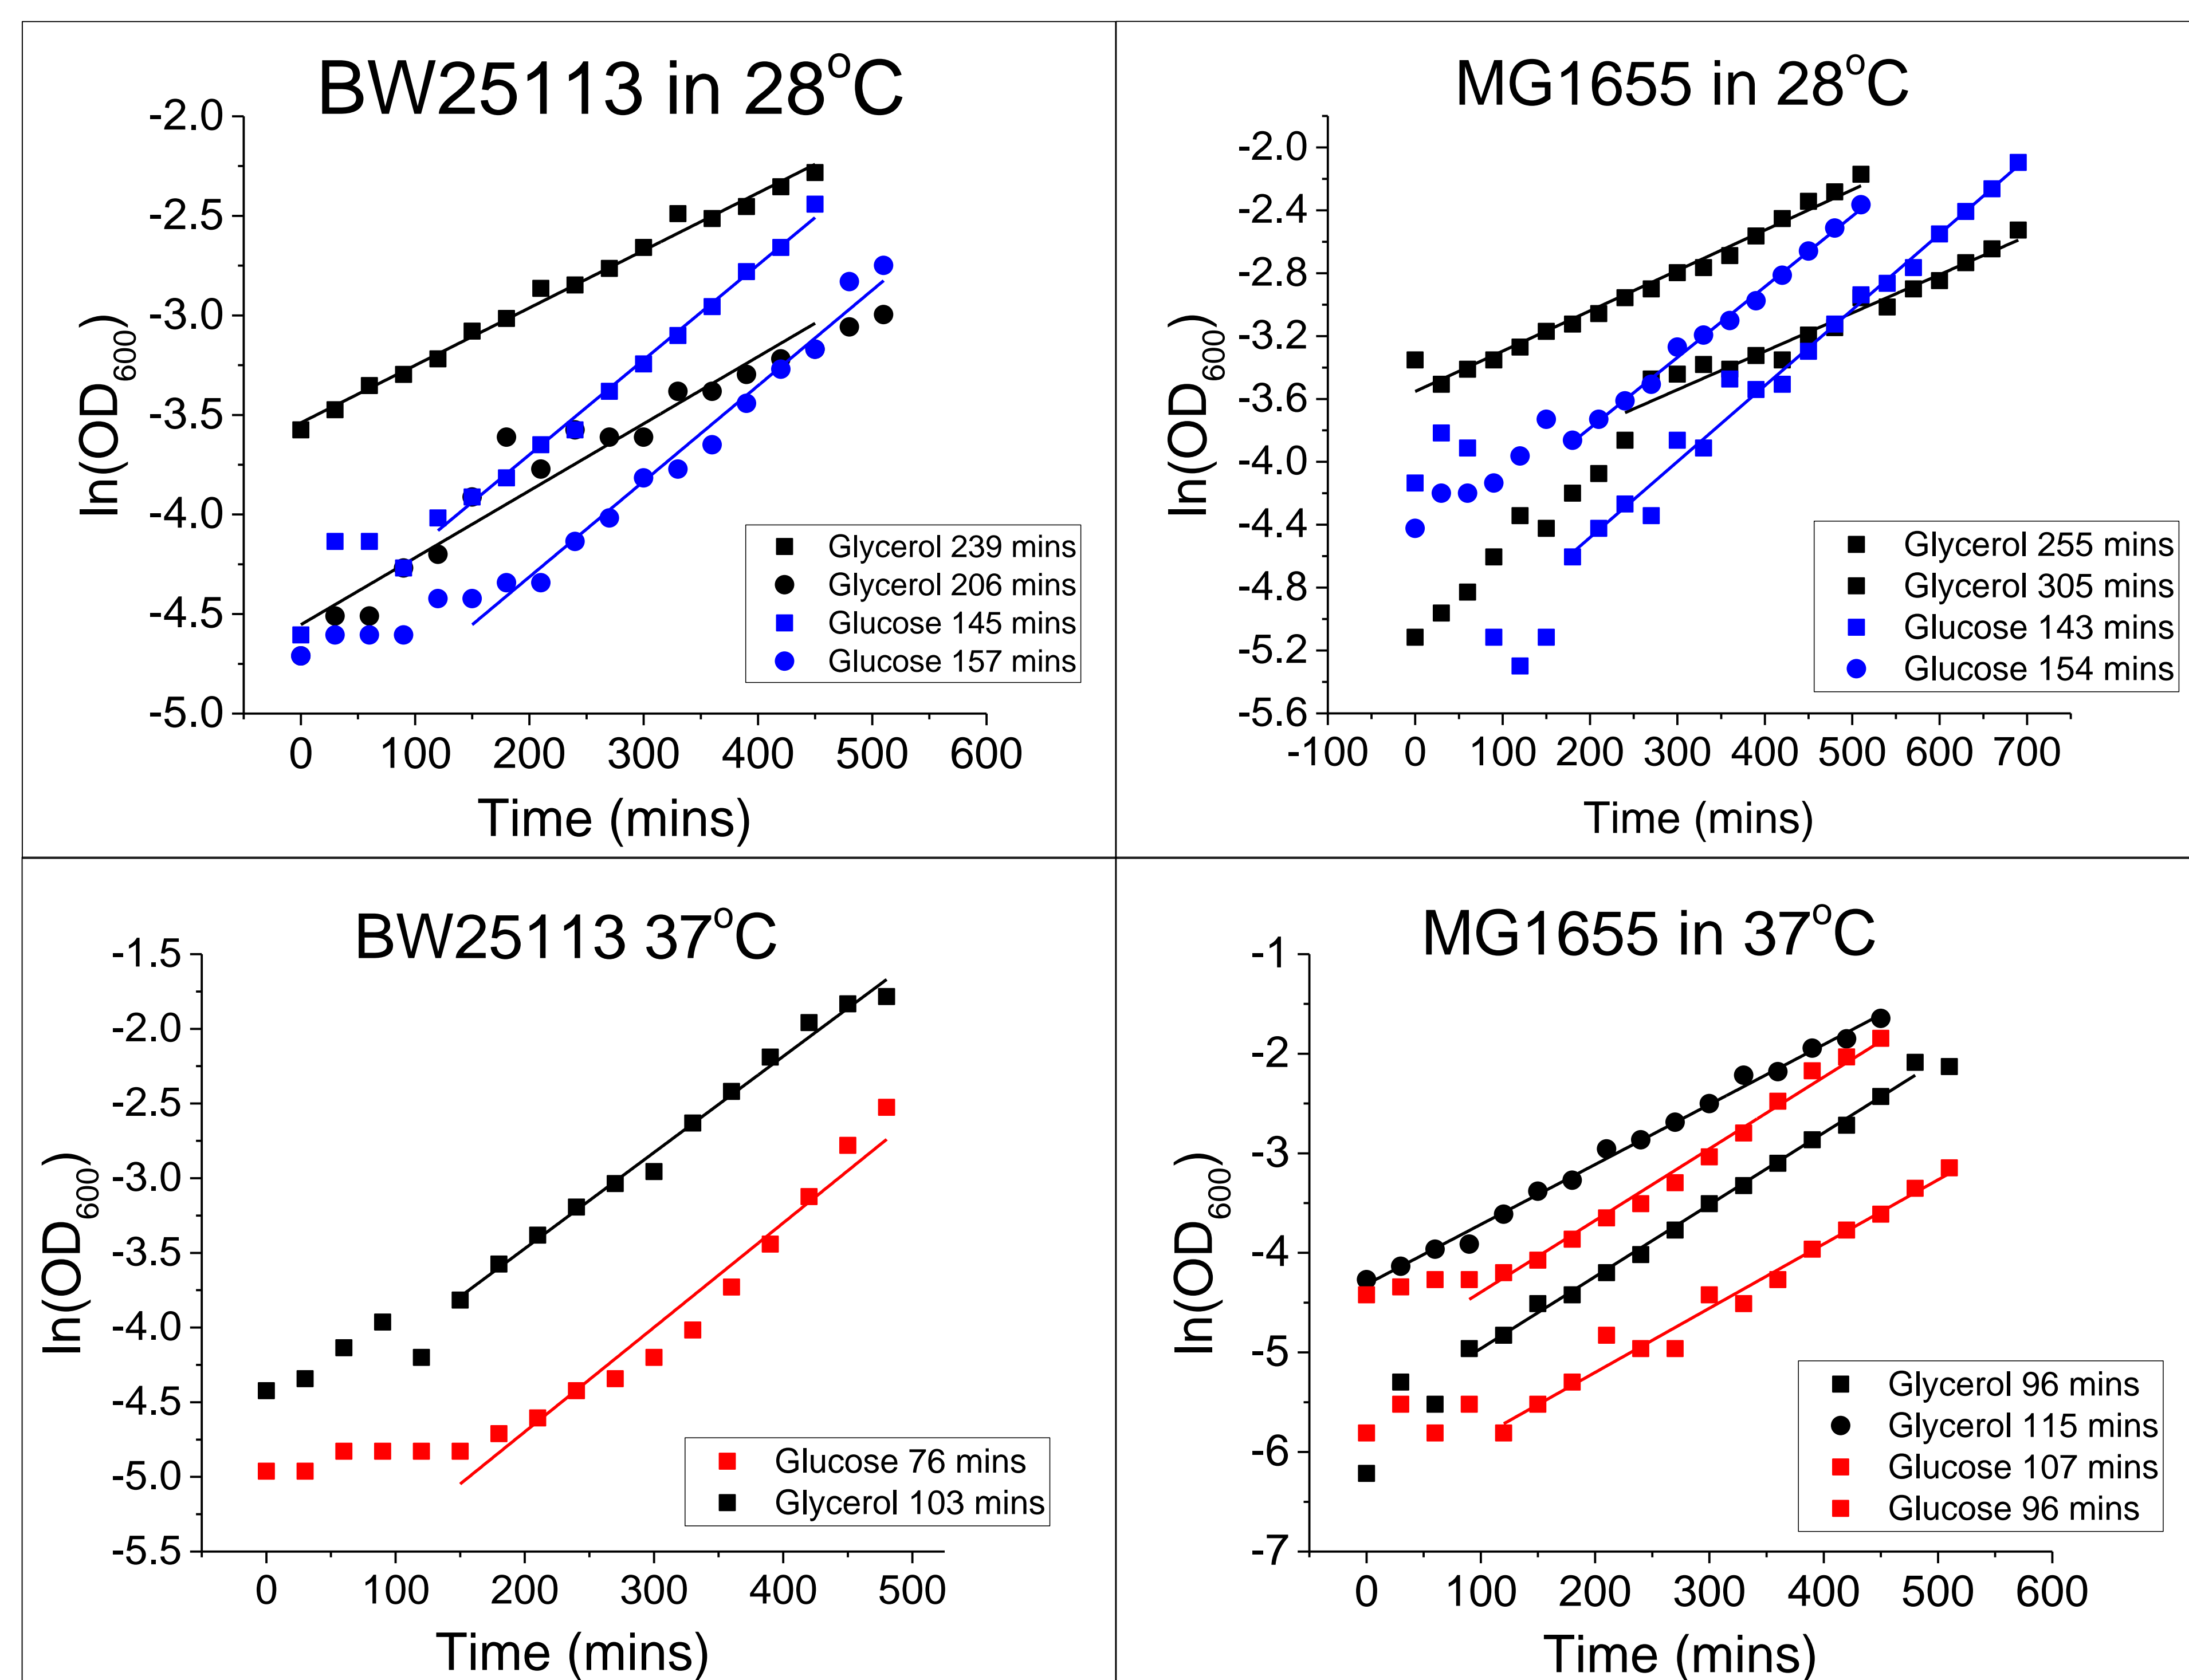 BW25113 in 28°C
ln(OD600)
-2.0
-2.5
-3.0
-3.5
-4.0
-4.5
-5.0
0 100 200 300 400 500 600
Time (mins)
Glycerol 239 mins
Glycerol 206 mins
Glucose 145 mins
Glucose 157 mins
MG1655 in 28°C
ln(OD600)
-2.0
-2.4
-2.8
-3.2
-3.6
-4.0
-4.4
-4.8
-5.2
-5.6
-100 0 100 200 300 400 500 600 700
Time (mins)
Glycerol 255 mins
Glycerol 305 mins
Glucose 143 mins
Glucose 154 mins
BW25113 37°C
ln(OD600)
-1.5
-2.0
-2.5
-3.0
-3.5
-4.0
-4.5
-5.0
-5.5
0 100 200 300 400 500
Time (mins)
Glucose 76 mins
Glycerol 103 mins
MG1655 in 37°C
ln(OD600)
-1
-2
-3
-4
-5
-6
-7
0 100 200 300 400 500 600
Time (mins)
Glycerol 96 mins
Glycerol 115 mins
Glucose 107 mins
Glucose 96 mins